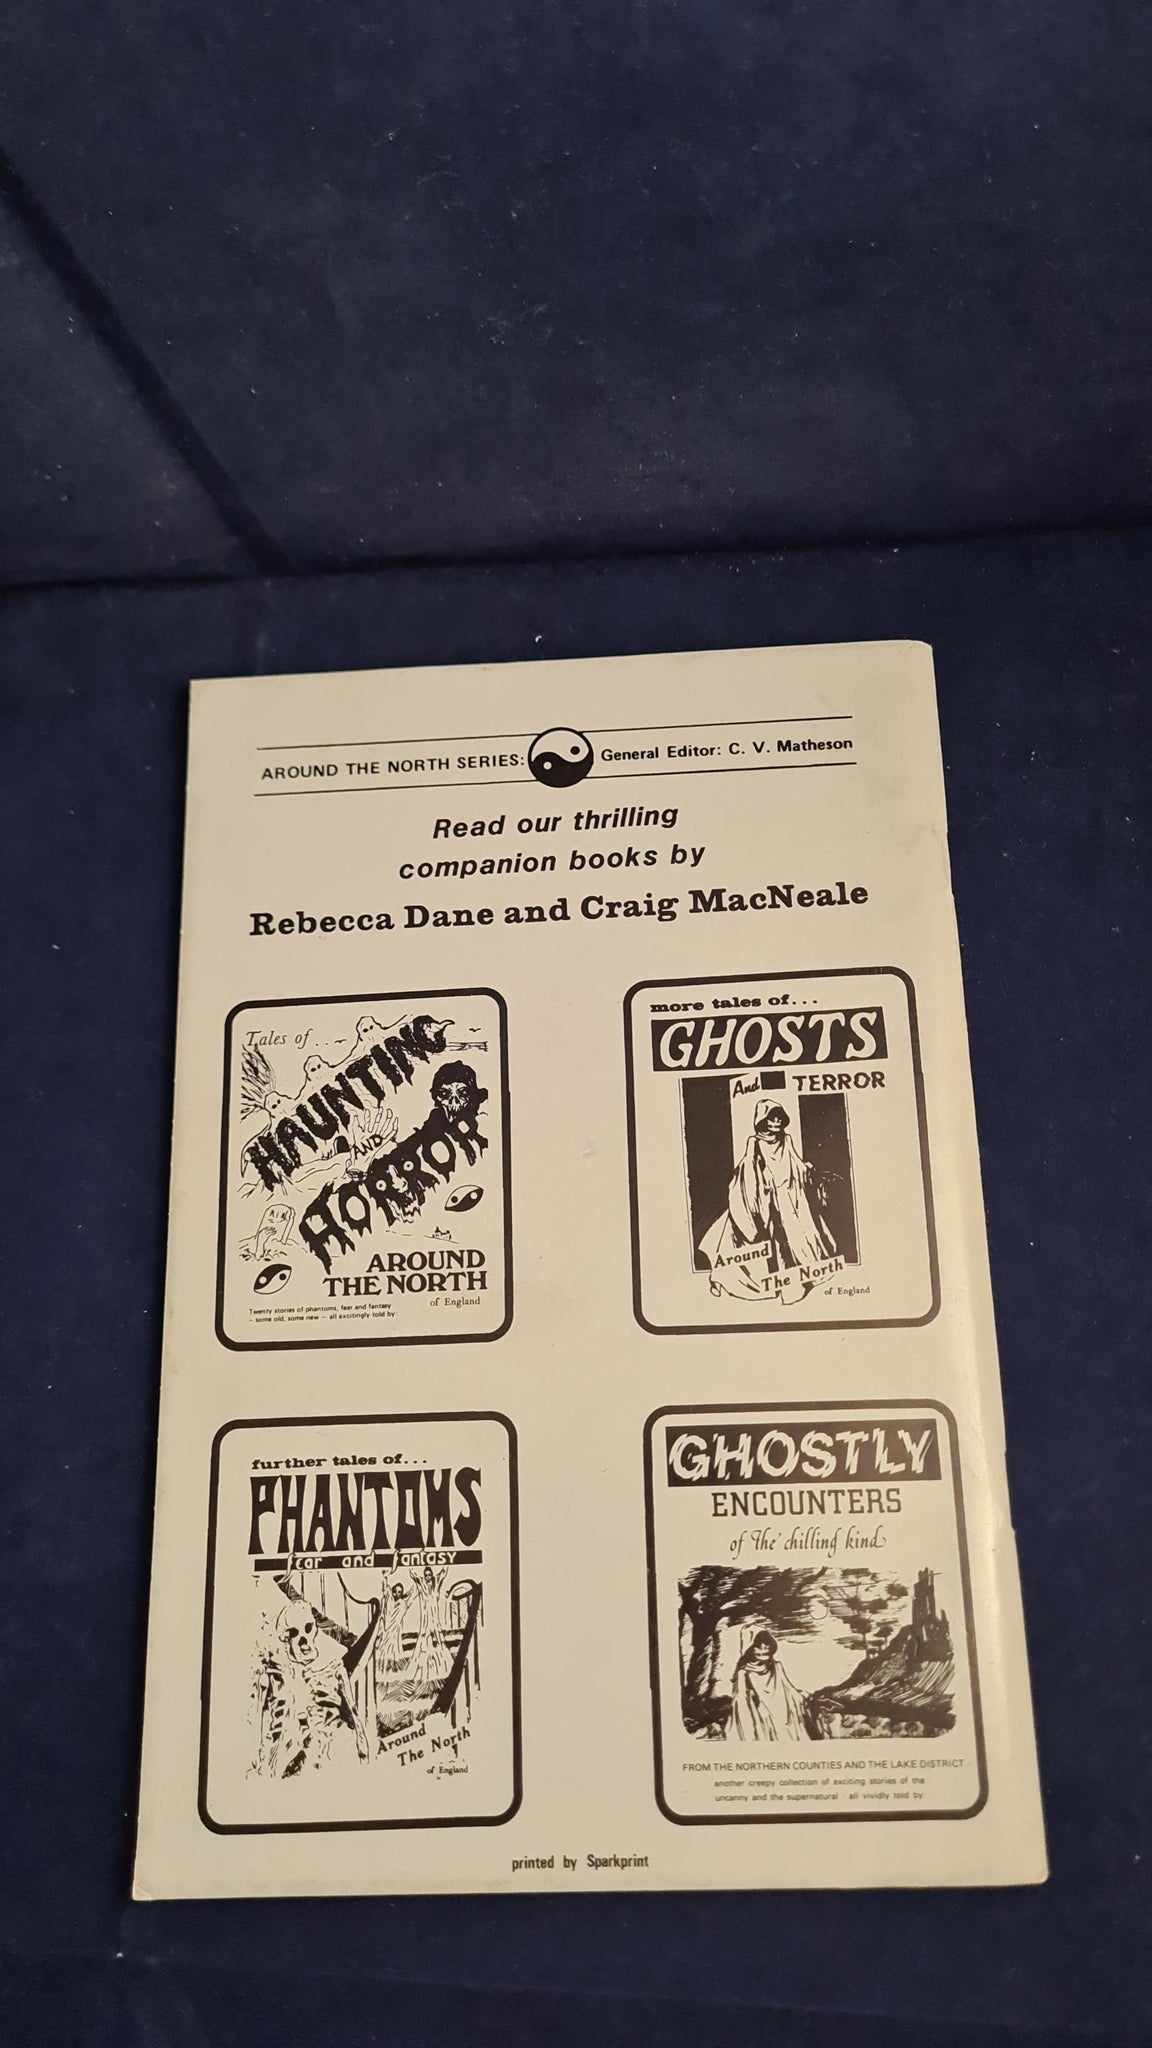 AROUND THE NORTH SERIES: General Editor: C. V. Matheson
Read our thrilling
companion books by
Rebecca Dane and Craig MacNeale
Tales of ...
HAUNTING
AND
HORROR
AROUND
THE NORTH
of England
Twenty stories of phantoms, fear and fantasy
- some old, some new - all excitingly told by:
more tales of...
GHOSTS
And TERROR
Around
The North
of England
further tales of...
PHANTOMS
fear and fantasy
Around
The North
of England
GHOSTLY
ENCOUNTERS
of the chilling kind
FROM THE NORTHERN COUNTIES AND THE LAKE DISTRICT -
another creepy collection of exciting stories of the
uncanny and the supernatural - all vividly told by
printed by Sparkprint